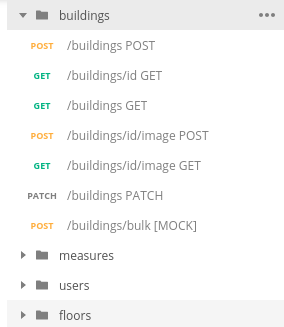 buildings
POST /buildings POST
GET /buildings/id GET
GET /buildings GET
POST /buildings/id/image POST
GET /buildings/id/image GET
PATCH /buildings PATCH
POST /buildings/bulk [MOCK]
measures
users
floors